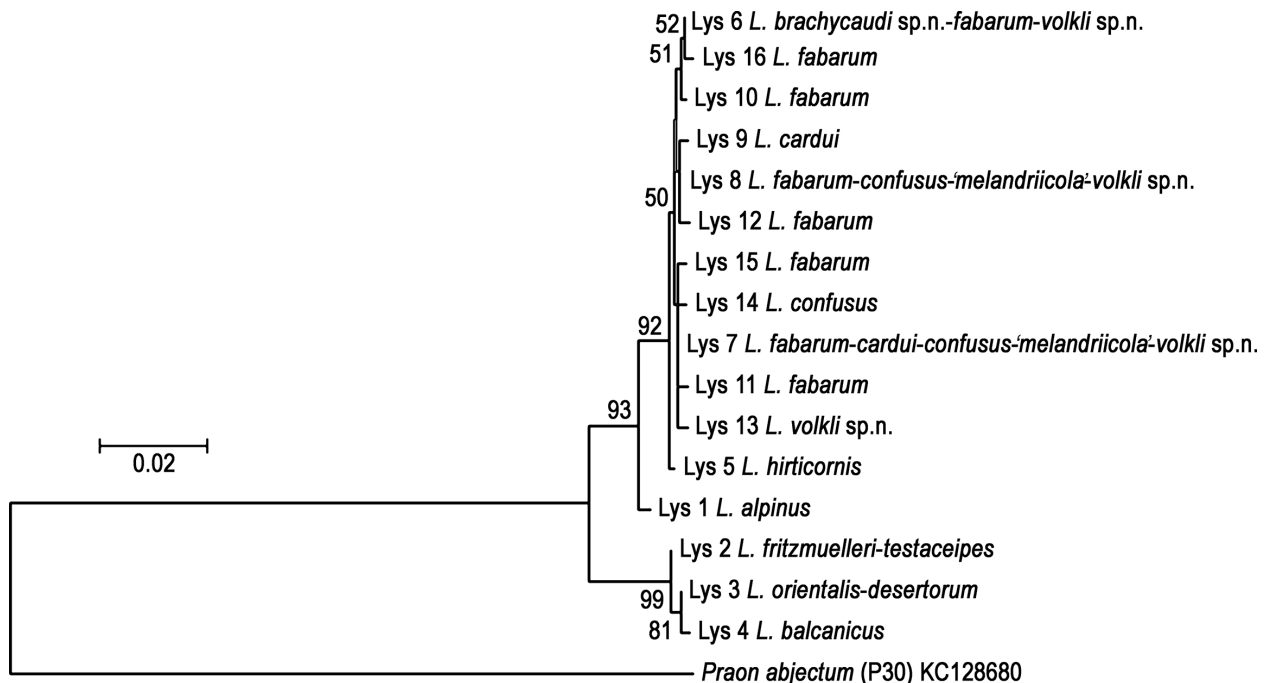 52 Lys 6 L. brachycaudi sp.n.-fabarum-volkli sp.n.
51 Lys 16 L. fabarum
Lys 10 L. fabarum
Lys 9 L. cardui
Lys 8 L. fabarum-confusus-‘melandriicola’-volkli sp.n.
50
Lys 12 L. fabarum
Lys 15 L. fabarum
Lys 14 L. confusus
92
Lys 7 L. fabarum-cardui-confusus-‘melandriicola’-volkli sp.n.
Lys 11 L. fabarum
93
Lys 13 L. volkli sp.n.
0.02
Lys 5 L. hirticornis
Lys 1 L. alpinus
Lys 2 L. fritzmuelleri-testaceipes
Lys 3 L. orientalis-desertorum
99
81 Lys 4 L. balcanicus
Praon abjectum (P30) KC128680